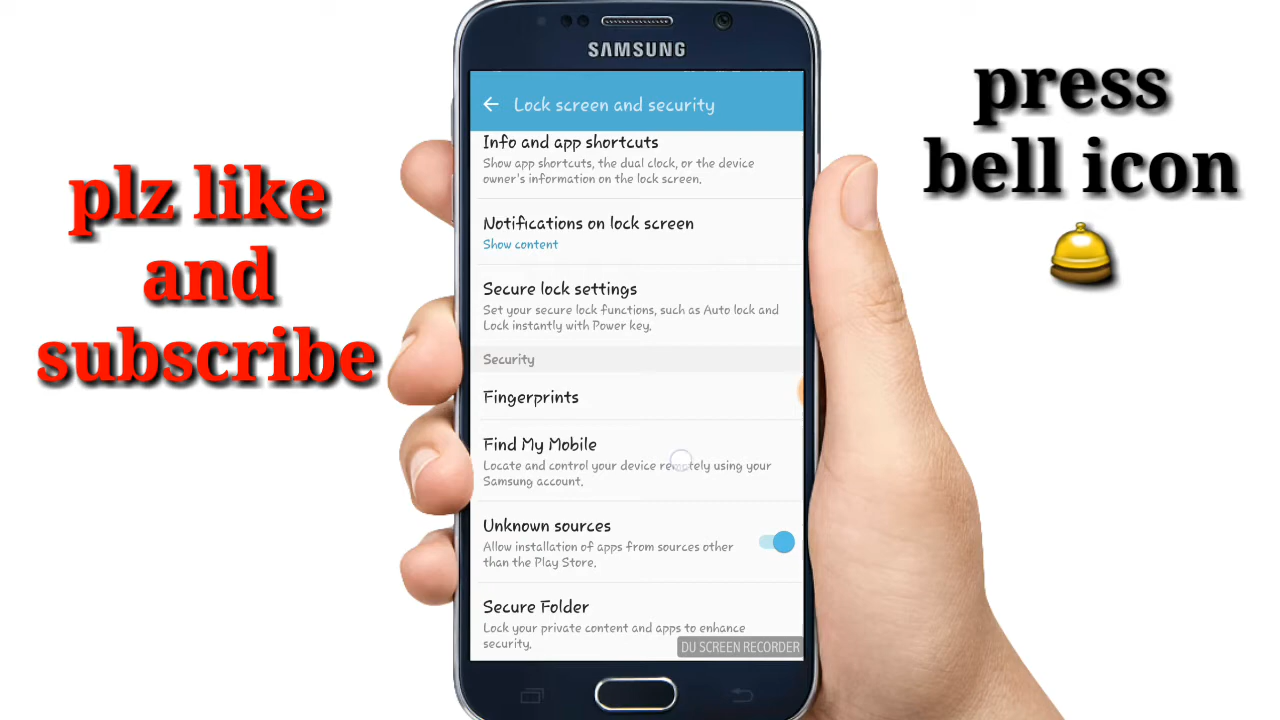 SAMSUNG
Lock screen and security
Info and app shortcuts
Show app shortcuts, the dual clock, or the device
owner's information on the lock screen.
Notifications on lock screen
Show content
Secure lock settings
Set your secure lock functions, such as Auto lock and
Lock instantly with Power key.
Security
Fingerprints
Find My Mobile
Locate and control your device remotely using your
Samsung account.
Unknown sources
Allow installation of apps from sources other
than the Play Store.
Secure Folder
Lock your private content and apps to enhance
security.
DU SCREEN RECORDER
plz like
and
subscribe
press
bell icon